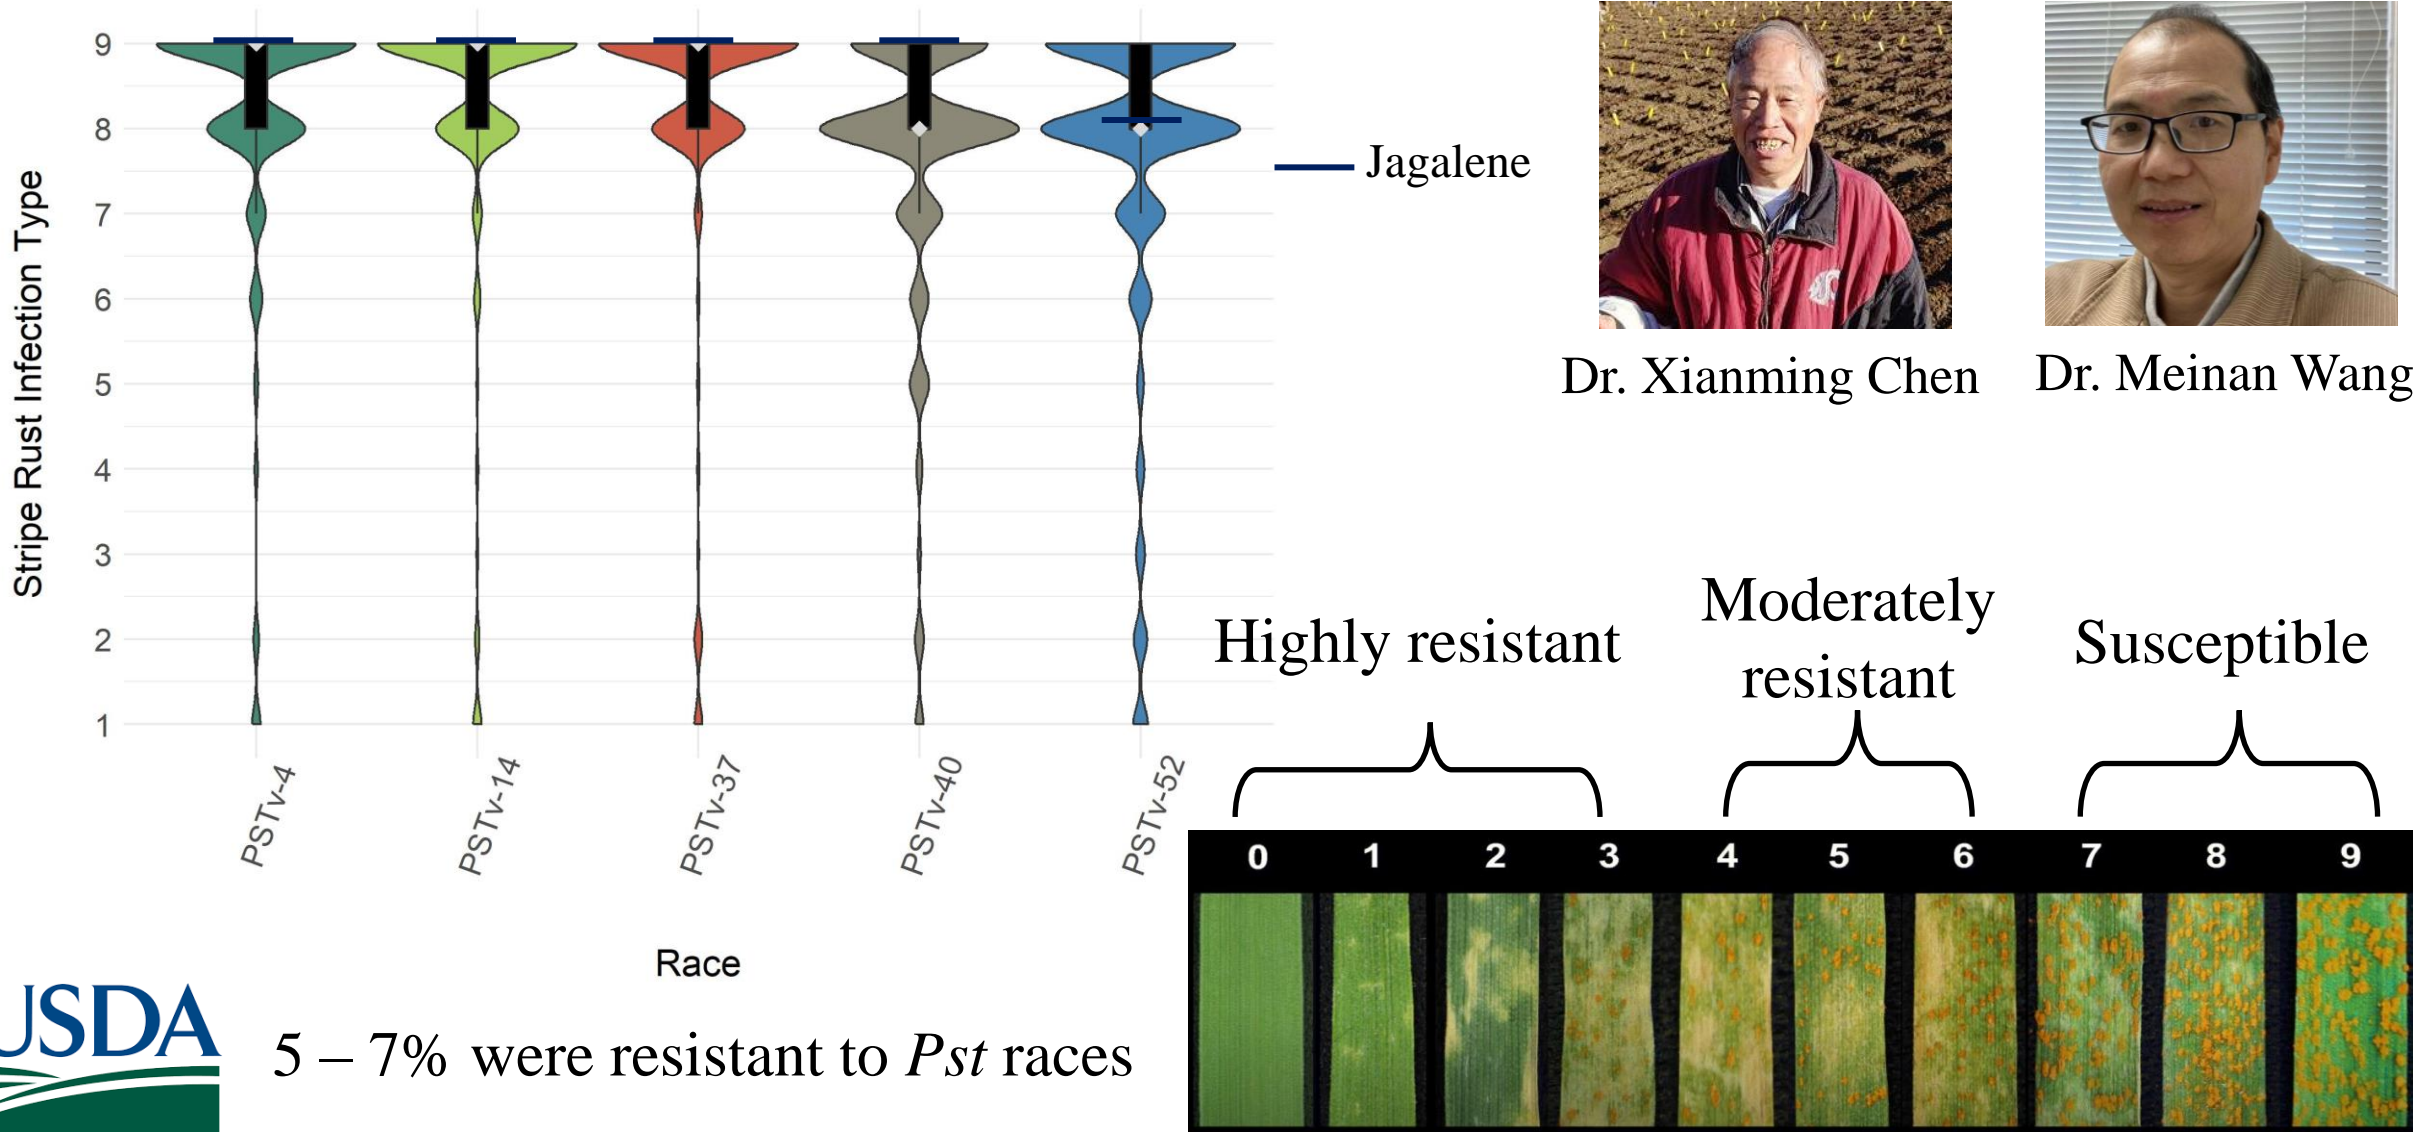 9
8
7
6
5
4
3
2
1
Stripe Rust Infection Type
PSTv-4
PSTv-14
PSTv-37
PSTv-40
PSTv-52
Race
Jagalene
Dr. Xianming Chen
Dr. Meinan Wang
Highly resistant
Moderately
resistant
Susceptible
0 1 2 3 4 5 6 7 8 9
USDA
5 – 7% were resistant to Pst races